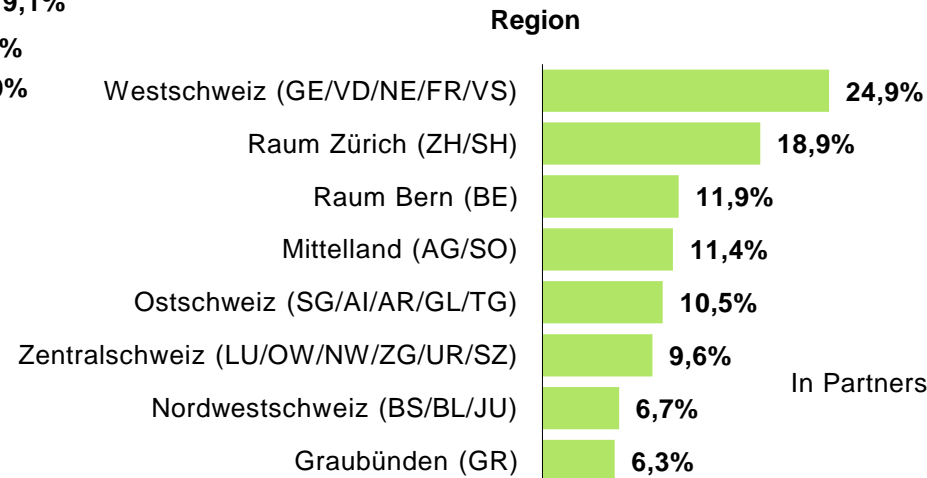 9,1%
Region
%
%
Westschweiz (GE/VD/NE/FR/VS) 24,9%
Raum Zürich (ZH/SH) 18,9%
Raum Bern (BE) 11,9%
Mittelland (AG/SO) 11,4%
Ostschweiz (SG/AI/AR/GL/TG) 10,5%
Zentralschweiz (LU/OW/NW/ZG/UR/SZ) 9,6%
In Partners
Nordwestschweiz (BS/BL/JU) 6,7%
Graubünden (GR) 6,3%